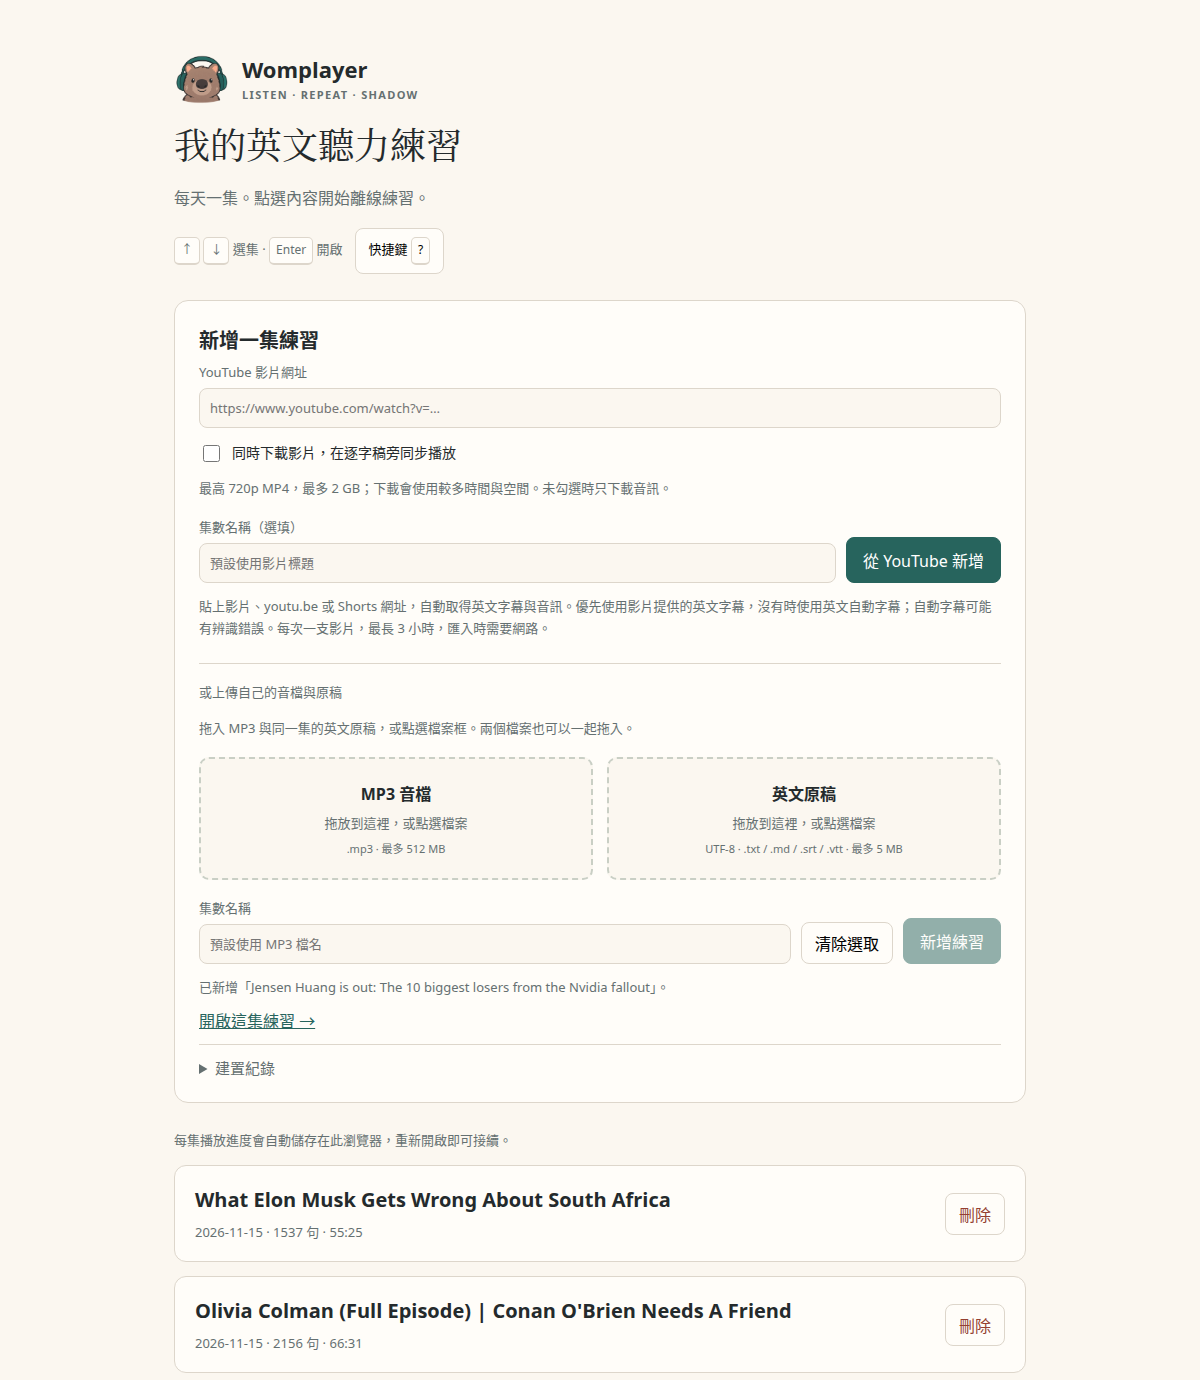 Womplayer
LISTEN · REPEAT · SHADOW
我的英文聽力練習
每天一集。點選內容開始離線練習。
↑ ↓ 選集 · Enter 開啟 快捷鍵 ?
新增一集練習
YouTube 影片網址
https://www.youtube.com/watch?v=...
同時下載影片，在逐字稿旁同步播放
最高 720p MP4，最多 2 GB；下載會使用較多時間與空間。未勾選時只下載音訊。
集數名稱（選填）
預設使用影片標題
從 YouTube 新增
貼上影片、youtu.be 或 Shorts 網址，自動取得英文字幕與音訊。優先使用影片提供的英文字幕，沒有時使用英文自動字幕；自動字幕可能
有辨識錯誤。每次一支影片，最長 3 小時，匯入時需要網路。
或上傳自己的音檔與原稿
拖入 MP3 與同一集的英文原稿，或點選檔案框。兩個檔案也可以一起拖入。
MP3 音檔
拖放到這裡，或點選檔案
.mp3 · 最多 512 MB
英文原稿
拖放到這裡，或點選檔案
UTF-8 · .txt / .md / .srt / .vtt · 最多 5 MB
集數名稱
預設使用 MP3 檔名
清除選取
新增練習
已新增「Jensen Huang is out: The 10 biggest losers from the Nvidia fallout」。
開啟這集練習 →
▶ 建置紀錄
每集播放進度會自動儲存在此瀏覽器，重新開啟即可接續。
What Elon Musk Gets Wrong About South Africa
2026-11-15 · 1537 句 · 55:25
刪除
Olivia Colman (Full Episode) | Conan O'Brien Needs A Friend
2026-11-15 · 2156 句 · 66:31
刪除